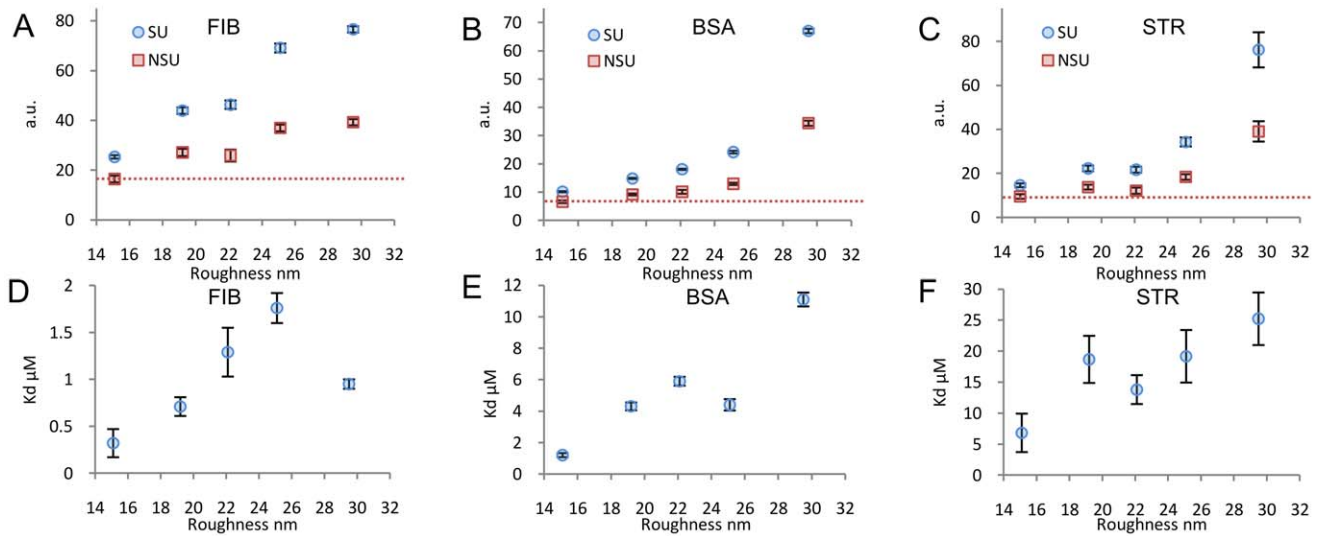 A
FIB
SU
NSU
a.u.
80
60
40
20
0
14 16 18 20 22 24 26 28 30 32
Roughness nm
B
BSA
SU
NSU
a.u.
70
60
50
40
30
20
10
0
14 16 18 20 22 24 26 28 30 32
Roughness nm
C
STR
SU
NSU
a.u.
80
60
40
20
0
14 16 18 20 22 24 26 28 30 32
Roughness nm
D
FIB
Kd µM
2
1.5
1
0.5
0
14 16 18 20 22 24 26 28 30 32
Roughness nm
E
BSA
Kd µM
12
10
8
6
4
2
0
14 16 18 20 22 24 26 28 30 32
Roughness nm
F
STR
Kd µM
30
25
20
15
10
5
0
14 16 18 20 22 24 26 28 30 32
Roughness nm